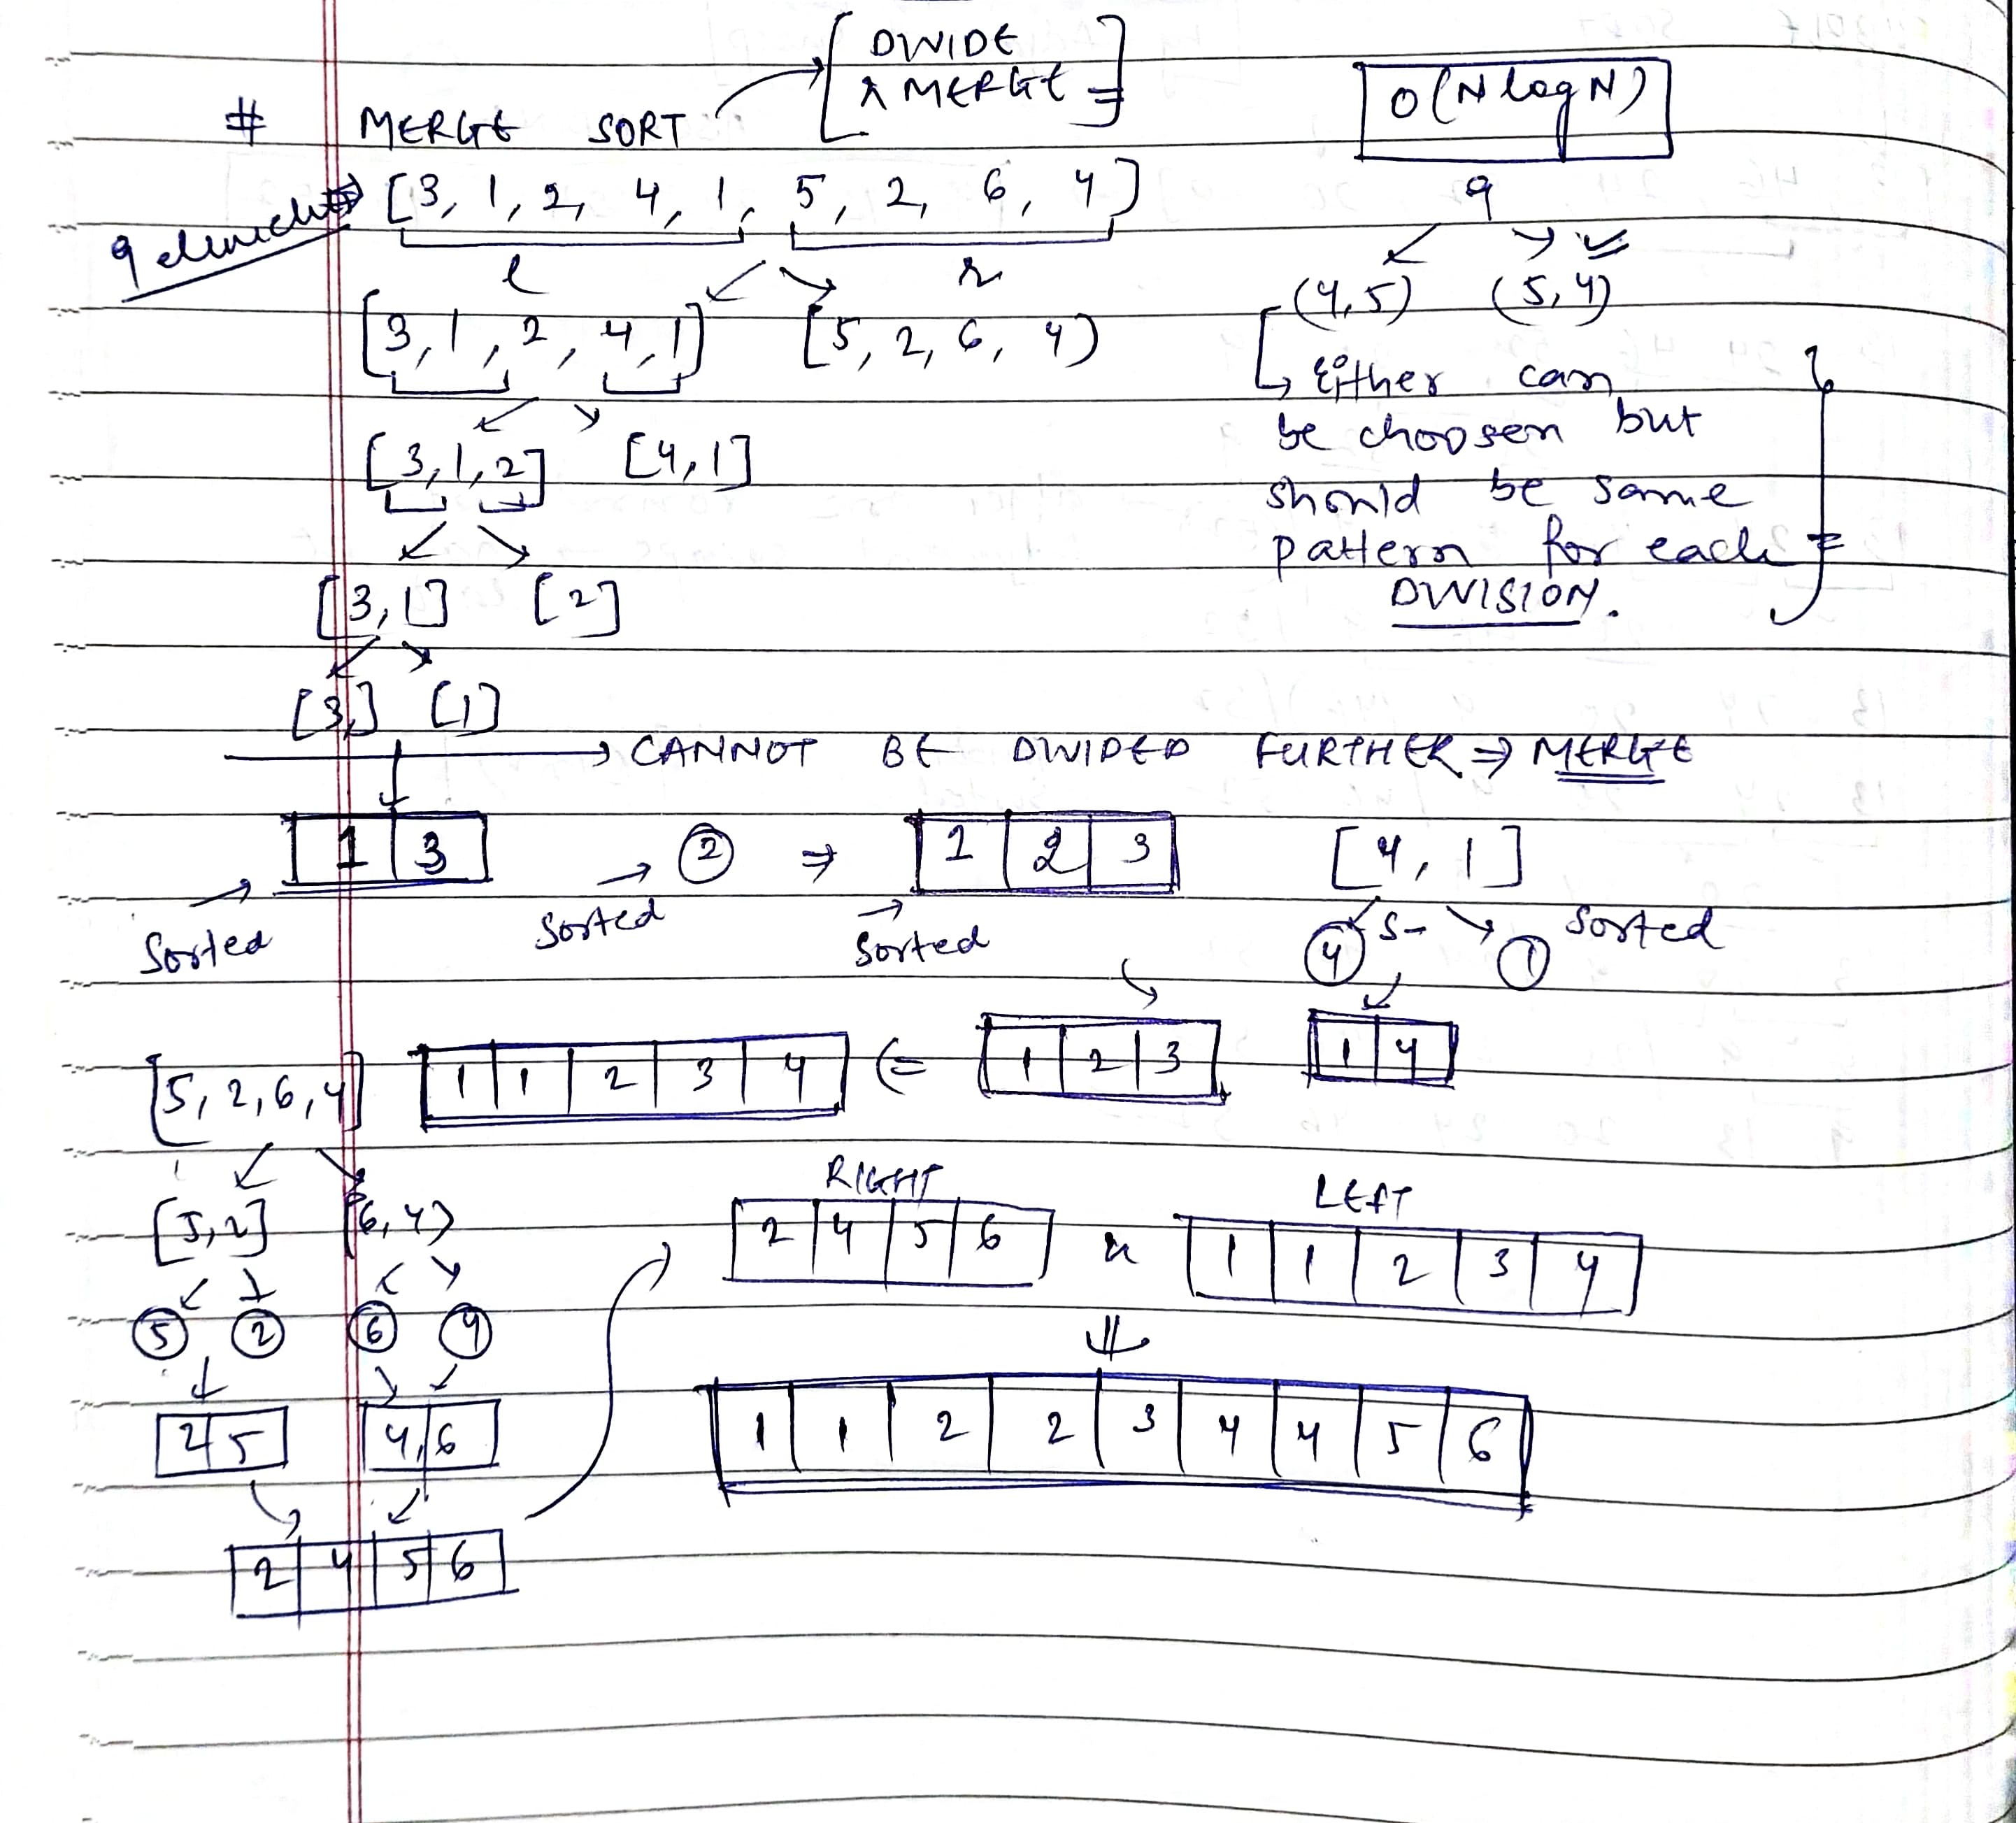 [ DIVIDE
& MERGE ]
# MERGE SORT
O(N log N)
9 elements ⇒ [3, 1, 2, 4, 1, 5, 2, 6, 4]
l r
9
(4,5) (5,4)
[3, 1, 2, 4, 1] [5, 2, 6, 4]
Either can
be choosen but
should be same
pattern for each
DIVISION.
[3, 1, 2] [4, 1]
[3, 1] [2]
[3,] [1]
→ CANNOT BE DIVIDED FURTHER ⇒ MERGE
1 3 → 2 ⇒ 1 2 3 [4, 1]
Sorted Sorted Sorted 4 S- 1 Sorted
[5, 2, 6, 4] 1 1 2 3 4 ⇐ 1 2 3 1 4
RIGHT LEFT
[5, 2] [6, 4] 2 4 5 6 & 1 1 2 3 4
5 2 6 4
2 5 4, 6 1 1 2 2 3 4 4 5 6
2 4 5 6